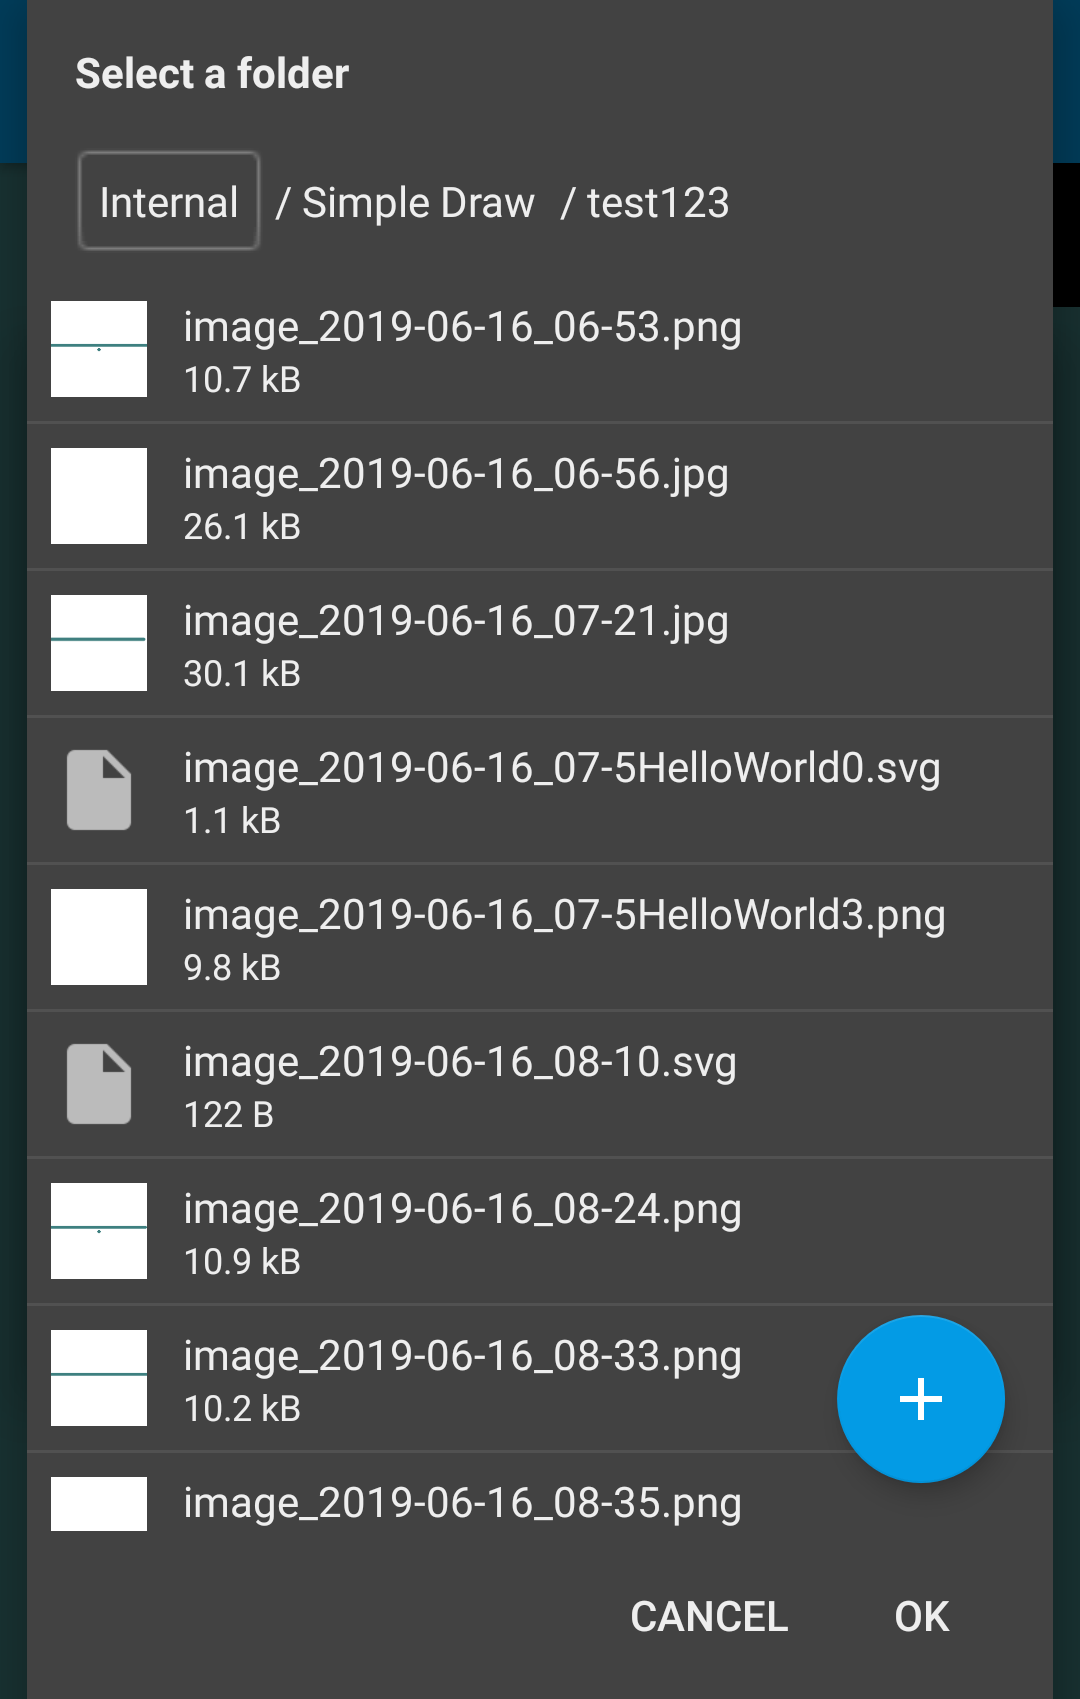 Select a folder
Internal / Simple Draw / test123
image_2019-06-16_06-53.png
10.7 kB
image_2019-06-16_06-56.jpg
26.1 kB
image_2019-06-16_07-21.jpg
30.1 kB
image_2019-06-16_07-5HelloWorld0.svg
1.1 kB
image_2019-06-16_07-5HelloWorld3.png
9.8 kB
image_2019-06-16_08-10.svg
122 B
image_2019-06-16_08-24.png
10.9 kB
image_2019-06-16_08-33.png
10.2 kB
image_2019-06-16_08-35.png
CANCEL OK